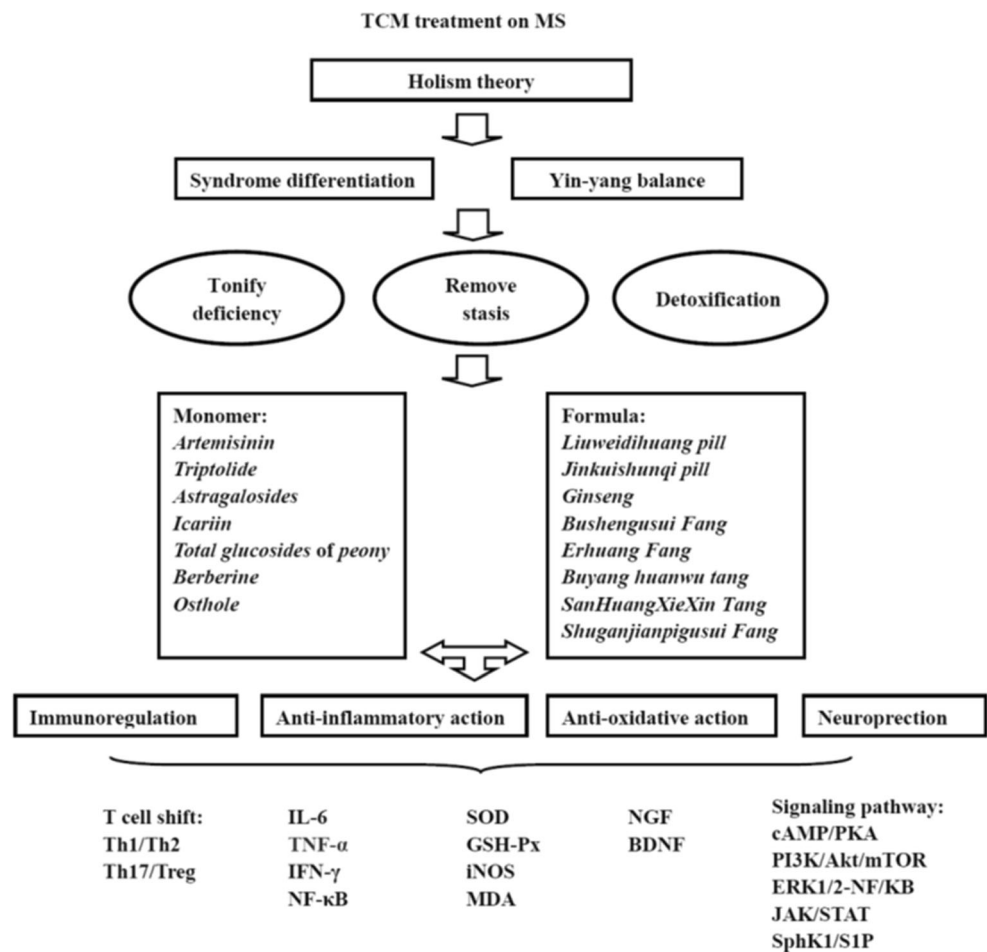 TCM treatment on MS
Holism theory
Syndrome differentiation
Yin-yang balance
Tonify
deficiency
Remove
stasis
Detoxification
Monomer:
Artemisinin
Triptolide
Astragalosides
Icariin
Total glucosides of peony
Berberine
Osthole
Formula:
Liuweidihuang pill
Jinkuishunqi pill
Ginseng
Bushengusui Fang
Erhuang Fang
Buyang huanwu tang
SanHuangXieXin Tang
Shuganjianpigusui Fang
Immunoregulation
Anti-inflammatory action
Anti-oxidative action
Neuroprection
T cell shift:
Th1/Th2
Th17/Treg
IL-6
TNF-α
IFN-γ
NF-κB
SOD
GSH-Px
iNOS
MDA
NGF
BDNF
Signaling pathway:
cAMP/PKA
PI3K/Akt/mTOR
ERK1/2-NF/KB
JAK/STAT
SphK1/S1P